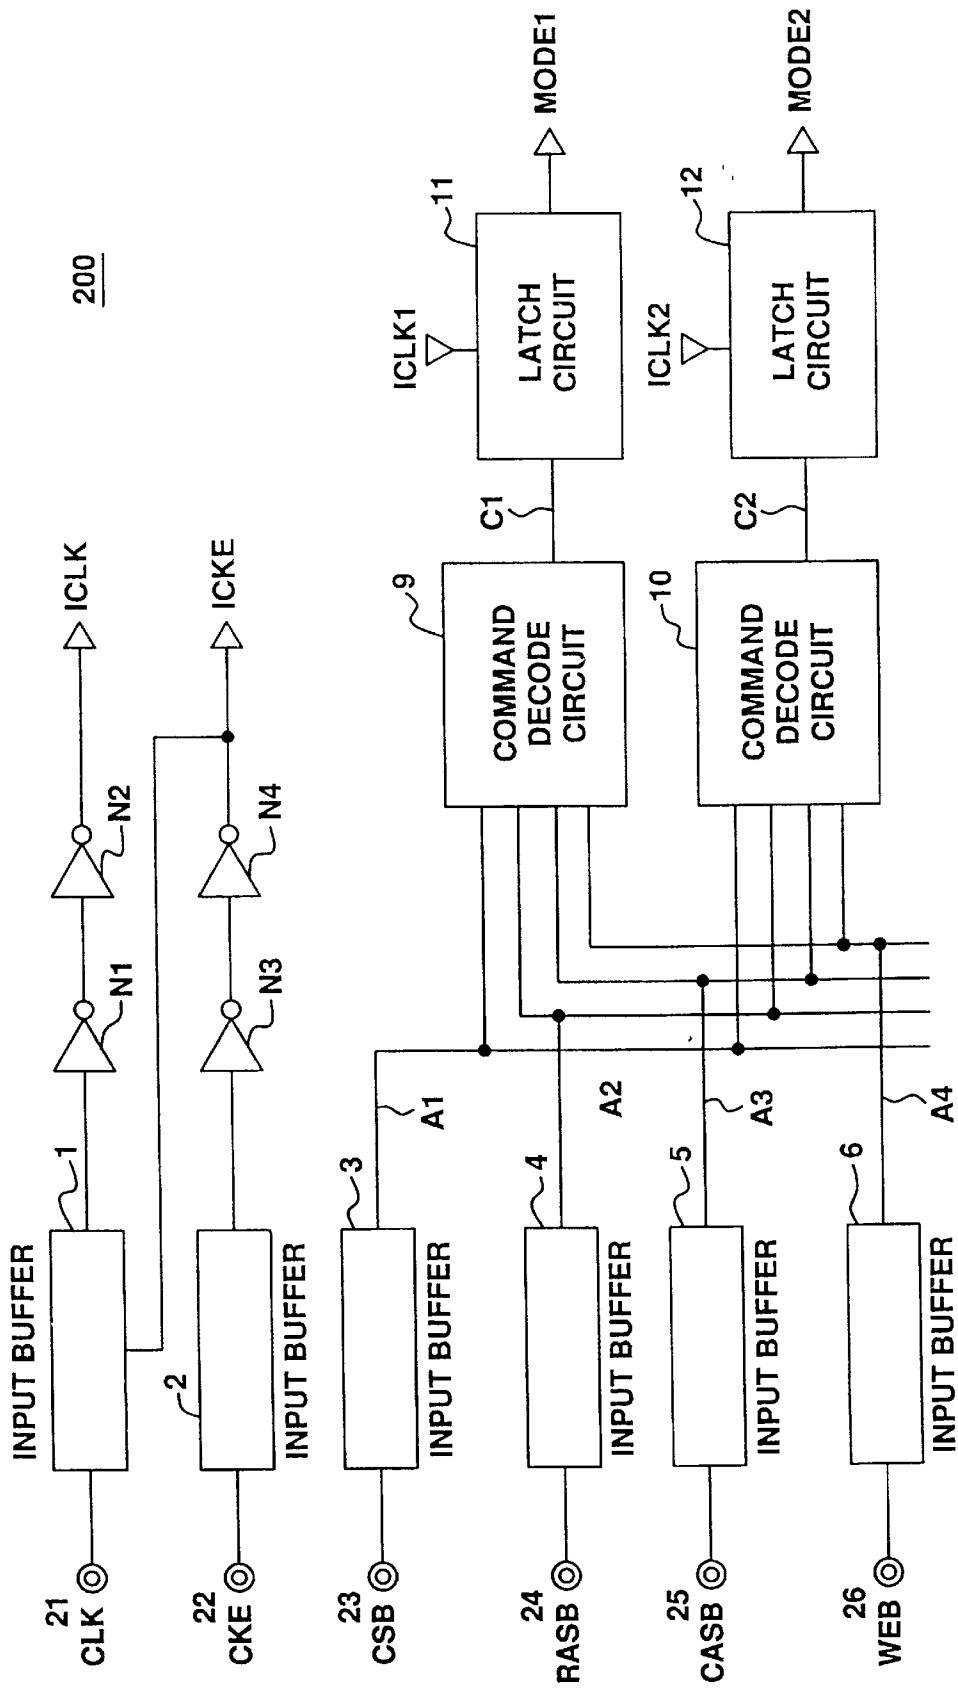 200
21
CLK
INPUT BUFFER
1
N1
N2
ICLK
22
CKE
2
INPUT BUFFER
N3
N4
ICKE
23
CSB
3
INPUT BUFFER
A1
24
RASB
4
INPUT BUFFER
A2
25
CASB
5
INPUT BUFFER
A3
26
WEB
6
INPUT BUFFER
A4
9
COMMAND
DECODE
CIRCUIT
C1
ICLK1
11
LATCH
CIRCUIT
MODE1
10
COMMAND
DECODE
CIRCUIT
C2
ICLK2
12
LATCH
CIRCUIT
MODE2